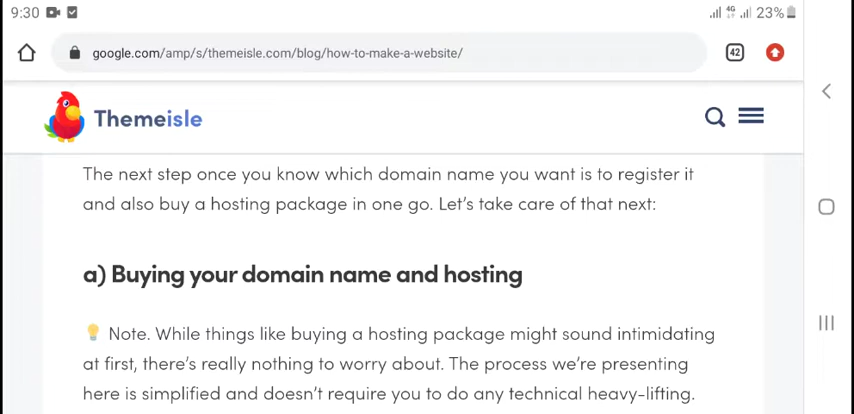 9:30 4G 23%
google.com/amp/s/themeisle.com/blog/how-to-make-a-website/ 42
Themeisle
The next step once you know which domain name you want is to register it
and also buy a hosting package in one go. Let’s take care of that next:
a) Buying your domain name and hosting
Note. While things like buying a hosting package might sound intimidating
at first, there’s really nothing to worry about. The process we’re presenting
here is simplified and doesn’t require you to do any technical heavy-lifting.